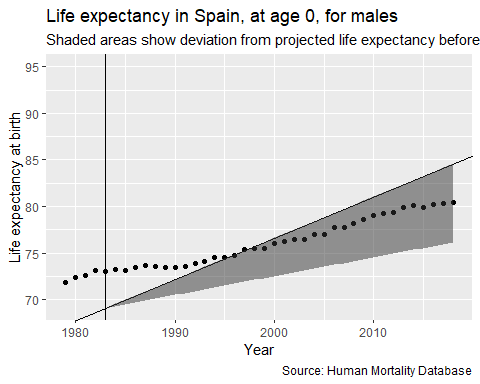 Life expectancy in Spain, at age 0, for males
Shaded areas show deviation from projected life expectancy before
95
90
85
80
75
70
Life expectancy at birth
1980 1990 2000 2010
Year
Source: Human Mortality Database